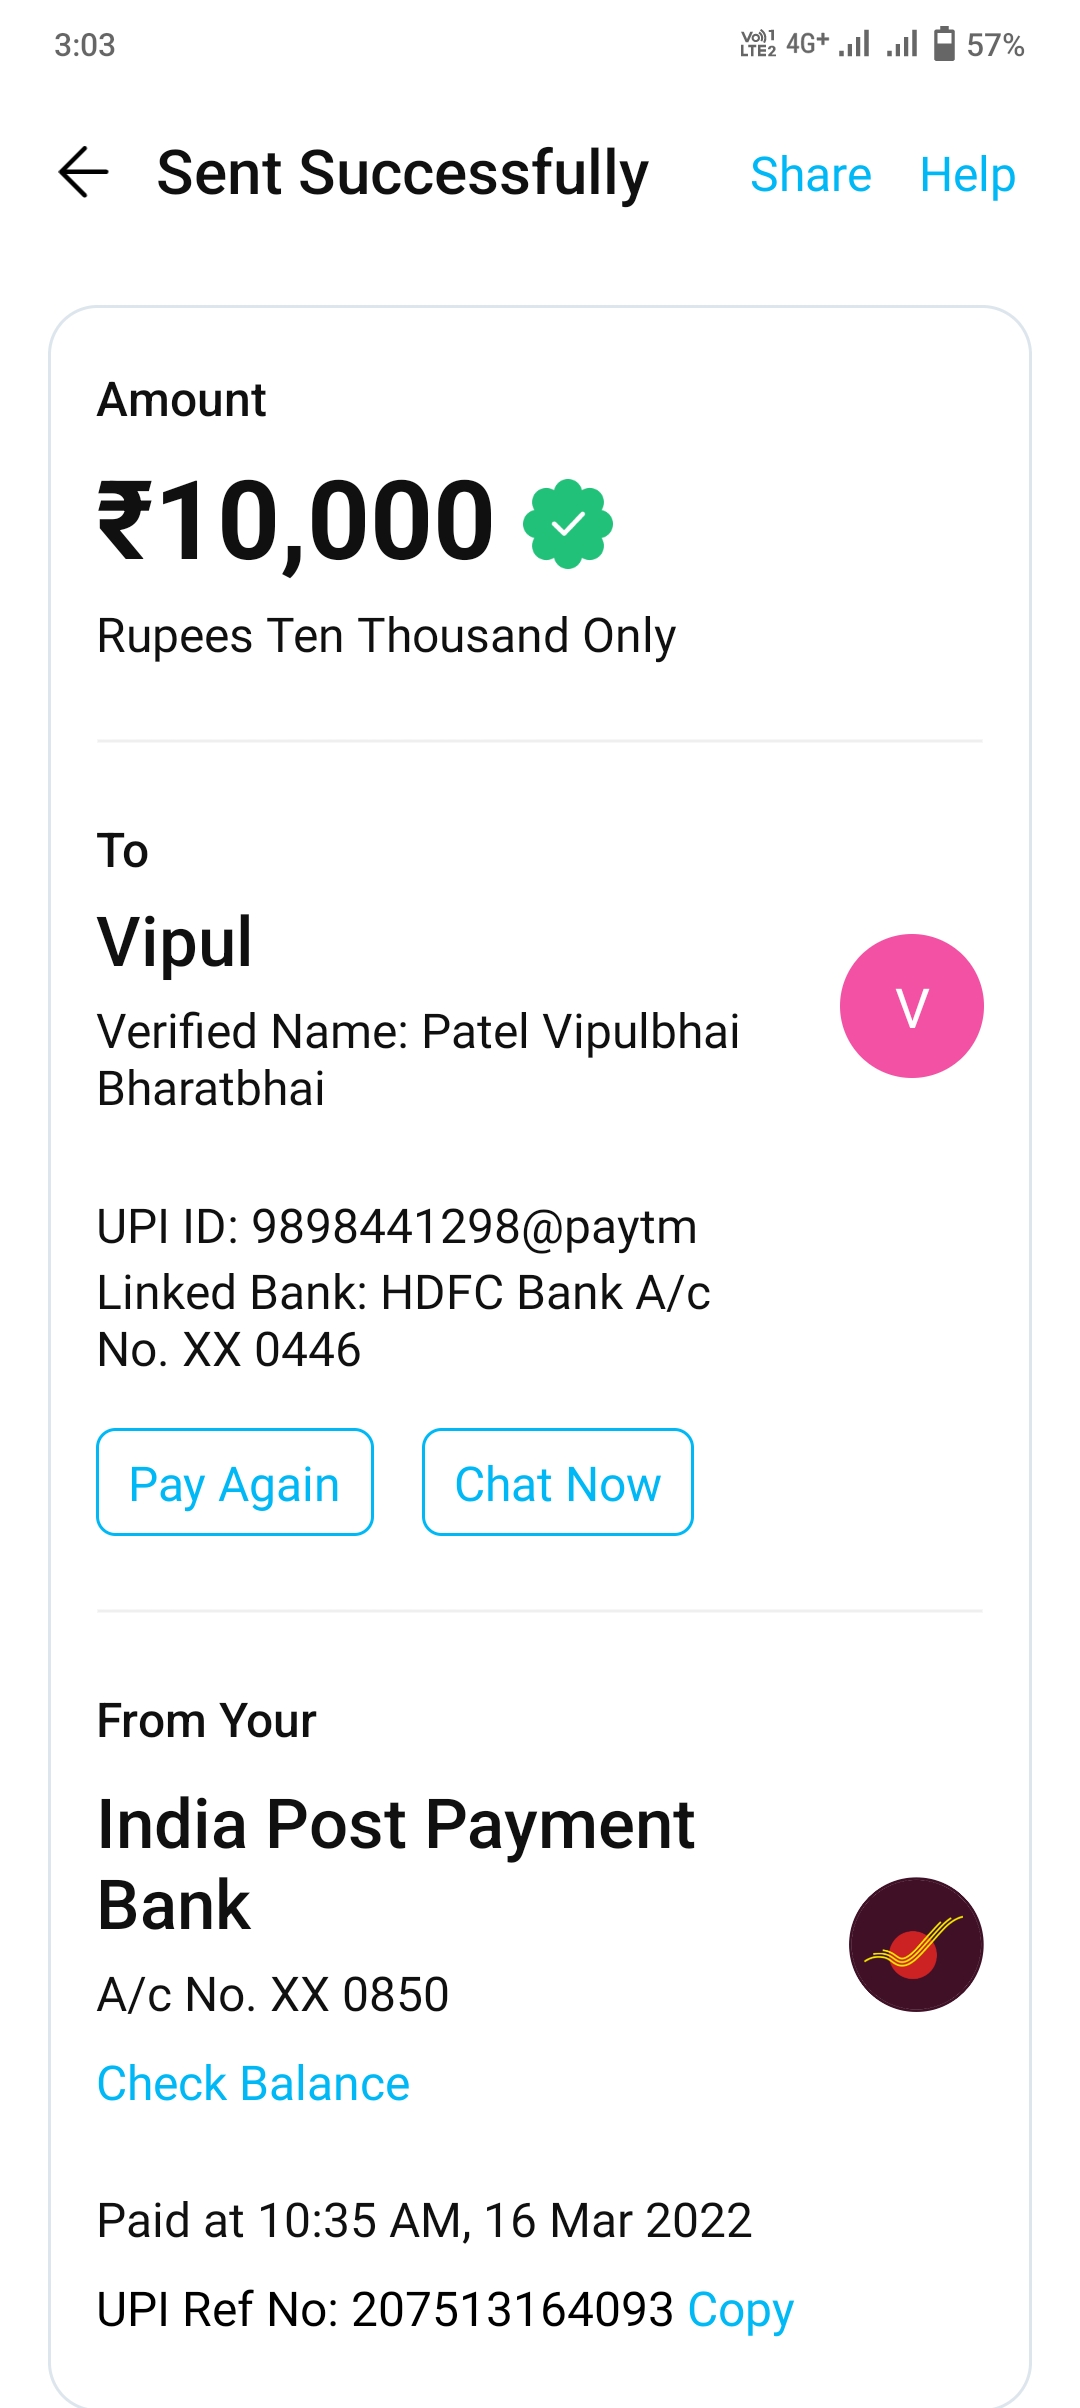 3:03 Vo)) 1 LTE2 4G+ 57%
Sent Successfully Share Help
Amount
₹10,000
Rupees Ten Thousand Only
To
Vipul
V
Verified Name: Patel Vipulbhai
Bharatbhai
UPI ID: 9898441298@paytm
Linked Bank: HDFC Bank A/c
No. XX 0446
Pay Again Chat Now
From Your
India Post Payment
Bank
A/c No. XX 0850
Check Balance
Paid at 10:35 AM, 16 Mar 2022
UPI Ref No: 207513164093 Copy